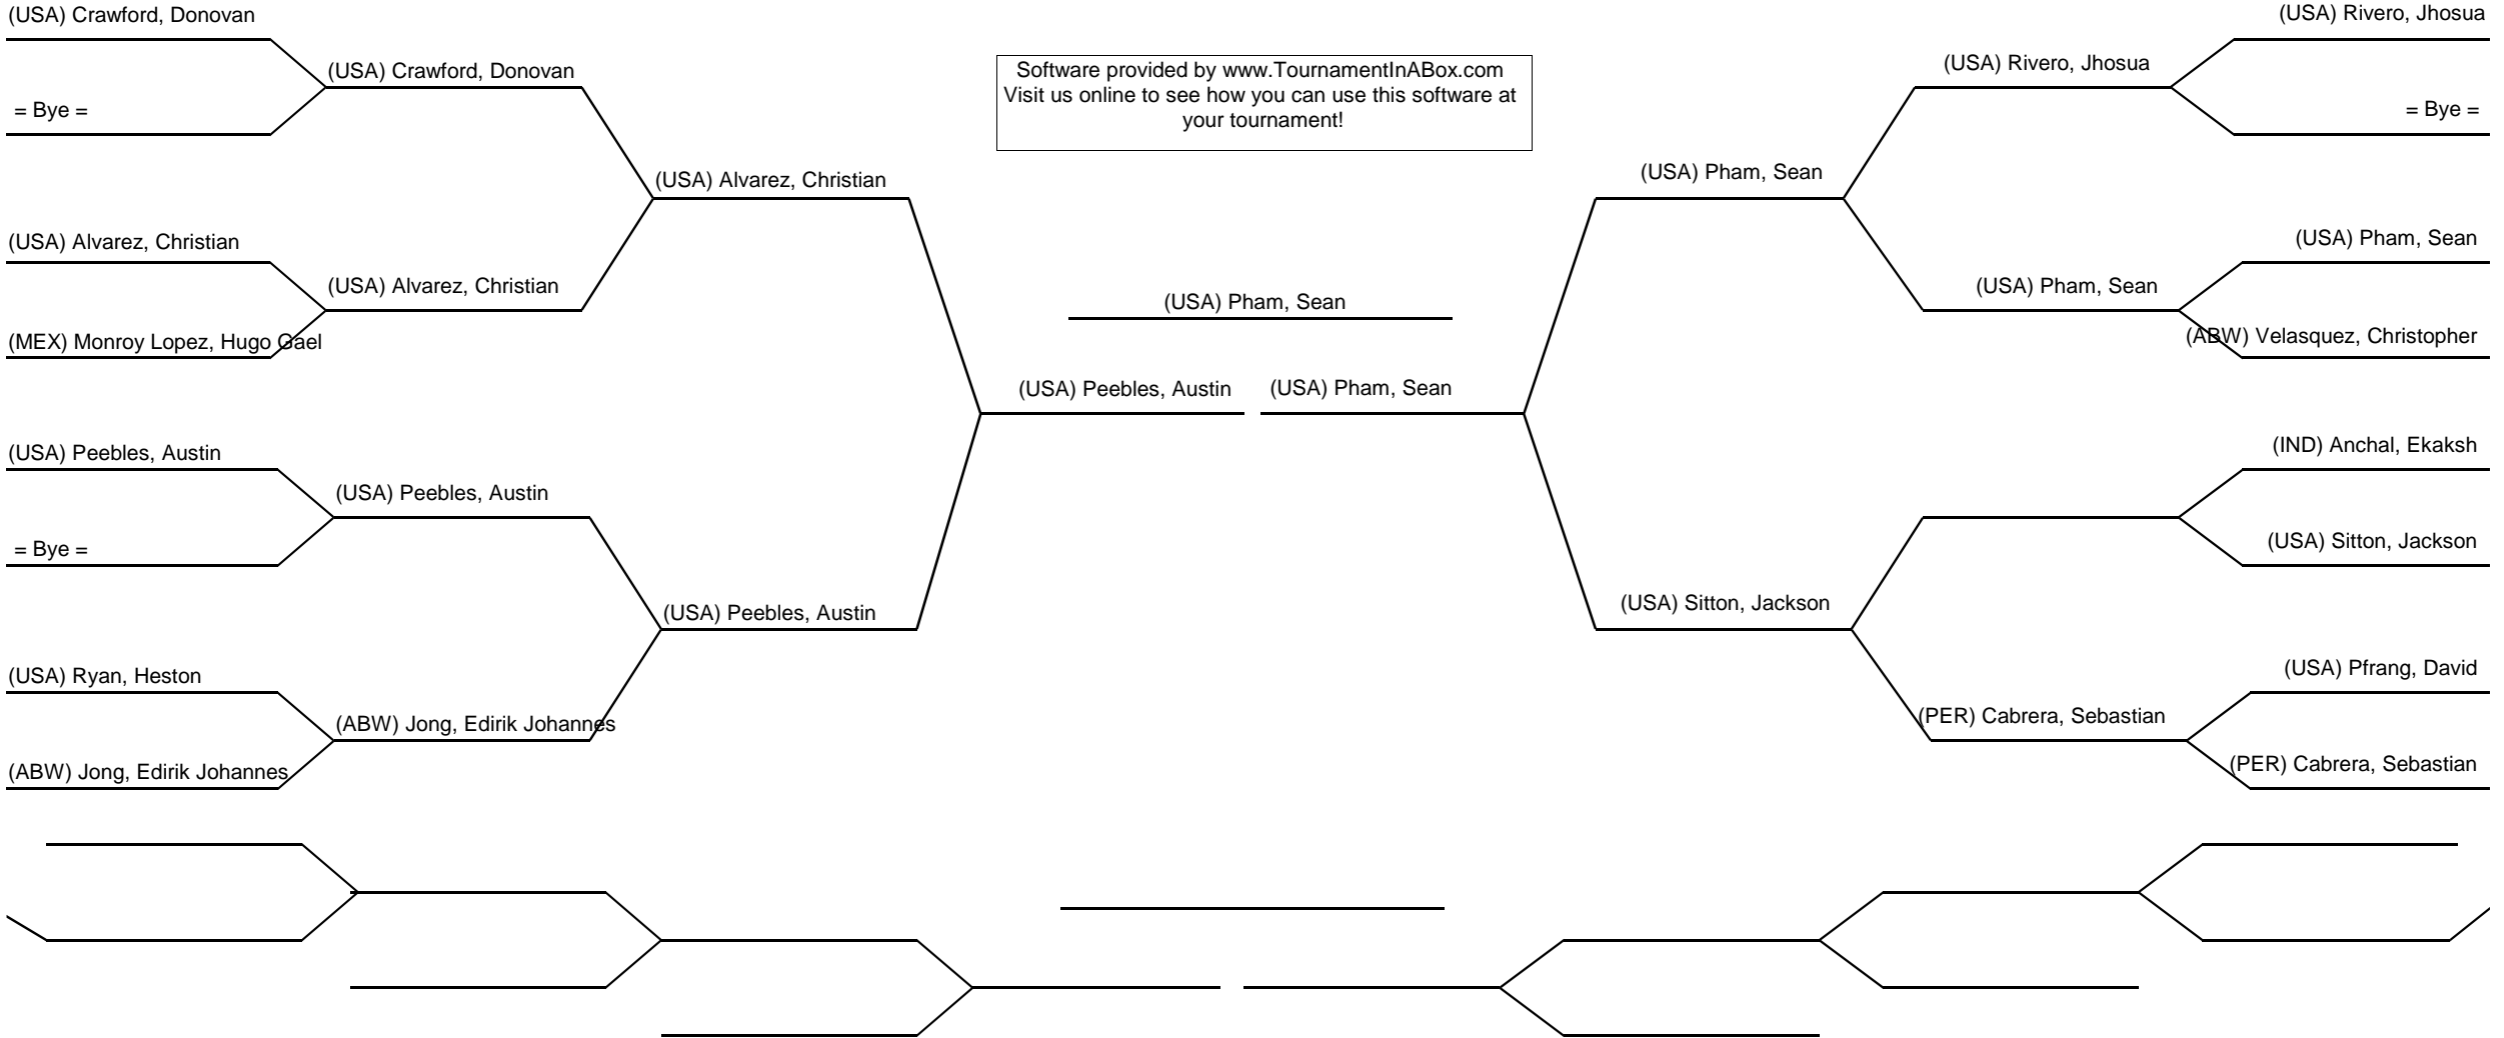 (USA) Crawford, Donovan
(USA) Crawford, Donovan
= Bye =
(USA) Alvarez, Christian
(USA) Alvarez, Christian
(USA) Alvarez, Christian
(MEX) Monroy Lopez, Hugo Gael
(USA) Peebles, Austin
(USA) Peebles, Austin
= Bye =
(USA) Peebles, Austin
(USA) Ryan, Heston
(ABW) Jong, Edirik Johannes
(ABW) Jong, Edirik Johannes
Software provided by www.TournamentInABox.com
Visit us online to see how you can use this software at
your tournament!
(USA) Pham, Sean
(USA) Peebles, Austin
(USA) Pham, Sean
(USA) Rivero, Jhosua
(USA) Rivero, Jhosua
= Bye =
(USA) Pham, Sean
(USA) Pham, Sean
(USA) Pham, Sean
(ABW) Velasquez, Christopher
(IND) Anchal, Ekaksh
(USA) Sitton, Jackson
(USA) Sitton, Jackson
(USA) Pfrang, David
(PER) Cabrera, Sebastian
(PER) Cabrera, Sebastian